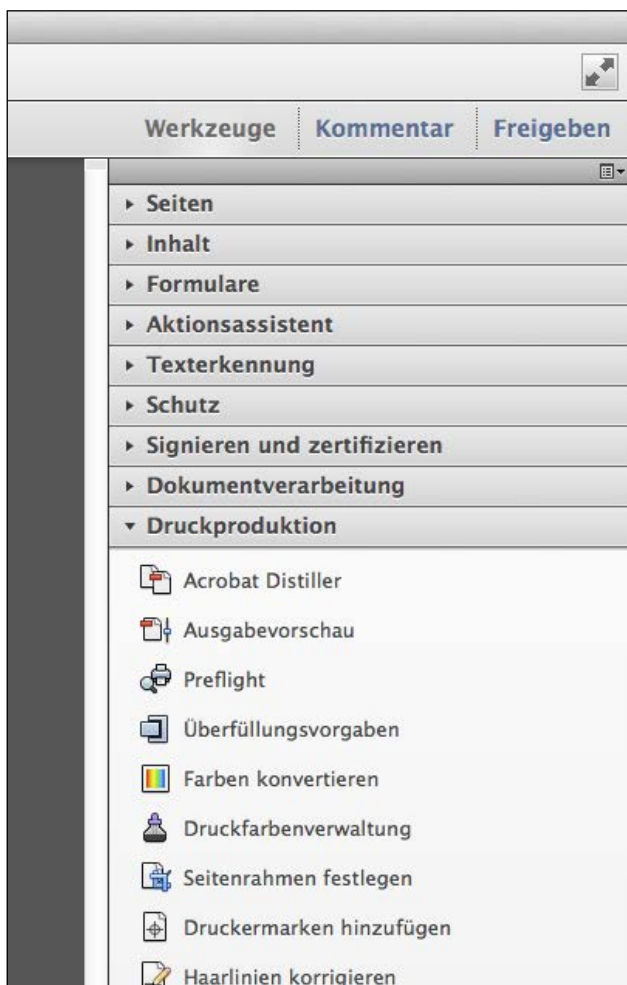 Werkzeuge Kommentar Freigeben
Seiten
Inhalt
Formulare
Aktionsassistent
Texterkennung
Schutz
Signieren und zertifizieren
Dokumentverarbeitung
Druckproduktion
Acrobat Distiller
Ausgabevorschau
Preflight
Überfüllungsvorgaben
Farben konvertieren
Druckfarbenverwaltung
Seitenrahmen festlegen
Druckermarken hinzufügen
Haarlinien korrigieren